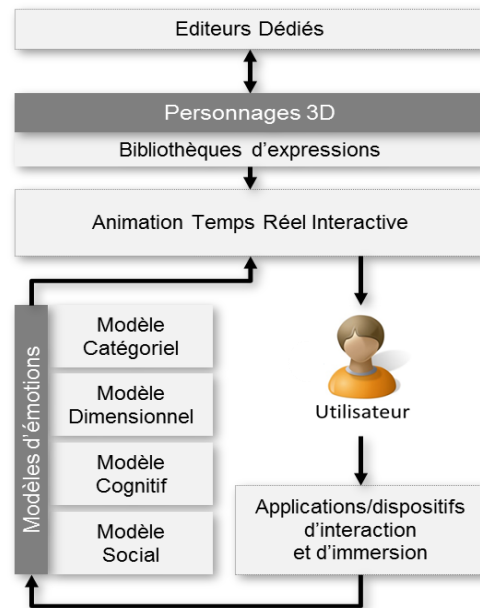 Editeurs Dédiés
Personnages 3D
Bibliothèques d’expressions
Animation Temps Réel Interactive
Modèles d’émotions
Modèle
Catégoriel
Modèle
Dimensionnel
Modèle
Cognitif
Modèle
Social
Utilisateur
Applications/dispositifs
d’interaction
et d’immersion